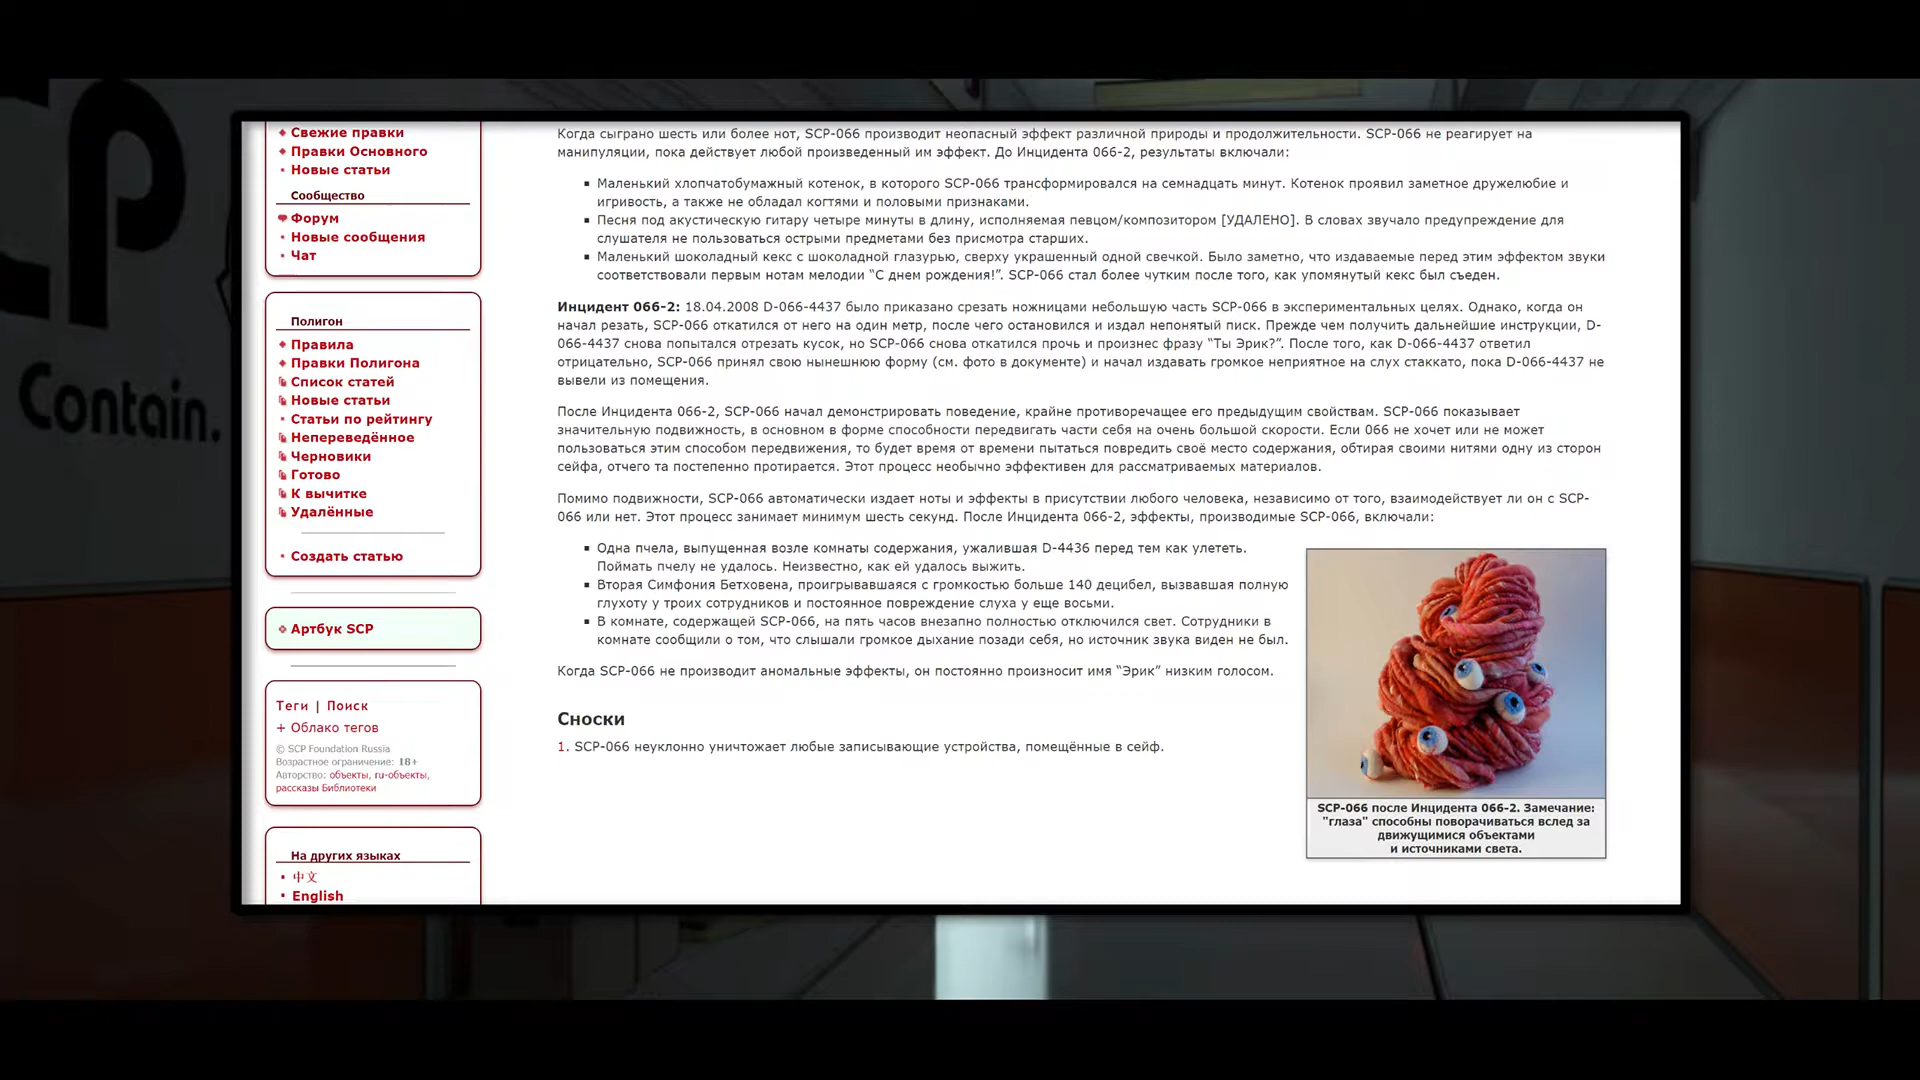 CP
Contain.
Свежие правки
Правки Основного
Новые статьи
Сообщество
Форум
Новые сообщения
Чат
Полигон
Правила
Правки Полигона
Список статей
Новые статьи
Статьи по рейтингу
Непереведённое
Черновики
Готово
К вычитке
Удалённые
Создать статью
Артбук SCP
Теги | Поиск
+ Облако тегов
© SCP Foundation Russia
Возрастное ограничение: 18+
Авторство: объекты, ru-объекты,
рассказы Библиотеки
На других языках
中文
English
Когда сыграно шесть или более нот, SCP-066 производит неопасный эффект различной природы и продолжительности. SCP-066 не реагирует на
манипуляции, пока действует любой произведенный им эффект. До Инцидента 066-2, результаты включали:
Маленький хлопчатобумажный котенок, в которого SCP-066 трансформировался на семнадцать минут. Котенок проявил заметное дружелюбие и
игривость, а также не обладал когтями и половыми признаками.
Песня под акустическую гитару четыре минуты в длину, исполняемая певцом/композитором [УДАЛЕНО]. В словах звучало предупреждение для
слушателя не пользоваться острыми предметами без присмотра старших.
Маленький шоколадный кекс с шоколадной глазурью, сверху украшенный одной свечкой. Было заметно, что издаваемые перед этим эффектом звуки
соответствовали первым нотам мелодии “С днем рождения!”. SCP-066 стал более чутким после того, как упомянутый кекс был съеден.
Инцидент 066-2: 18.04.2008 D-066-4437 было приказано срезать ножницами небольшую часть SCP-066 в экспериментальных целях. Однако, когда он
начал резать, SCP-066 откатился от него на один метр, после чего остановился и издал непонятый писк. Прежде чем получить дальнейшие инструкции, D-
066-4437 снова попытался отрезать кусок, но SCP-066 снова откатился прочь и произнес фразу “Ты Эрик?”. После того, как D-066-4437 ответил
отрицательно, SCP-066 принял свою нынешнюю форму (см. фото в документе) и начал издавать громкое неприятное на слух стаккато, пока D-066-4437 не
вывели из помещения.
После Инцидента 066-2, SCP-066 начал демонстрировать поведение, крайне противоречащее его предыдущим свойствам. SCP-066 показывает
значительную подвижность, в основном в форме способности передвигать части себя на очень большой скорости. Если 066 не хочет или не может
пользоваться этим способом передвижения, то будет время от времени пытаться повредить своё место содержания, обтирая своими нитями одну из сторон
сейфа, отчего та постепенно протирается. Этот процесс необычно эффективен для рассматриваемых материалов.
Помимо подвижности, SCP-066 автоматически издает ноты и эффекты в присутствии любого человека, независимо от того, взаимодействует ли он с SCP-
066 или нет. Этот процесс занимает минимум шесть секунд. После Инцидента 066-2, эффекты, производимые SCP-066, включали:
Одна пчела, выпущенная возле комнаты содержания, ужалившая D-4436 перед тем как улететь.
Поймать пчелу не удалось. Неизвестно, как ей удалось выжить.
Вторая Симфония Бетховена, проигрывавшаяся с громкостью больше 140 децибел, вызвавшая полную
глухоту у троих сотрудников и постоянное повреждение слуха у еще восьми.
В комнате, содержащей SCP-066, на пять часов внезапно полностью отключился свет. Сотрудники в
комнате сообщили о том, что слышали громкое дыхание позади себя, но источник звука виден не был.
Когда SCP-066 не производит аномальные эффекты, он постоянно произносит имя “Эрик” низким голосом.
SCP-066 после Инцидента 066-2. Замечание:
"глаза" способны поворачиваться вслед за
движущимися объектами
и источниками света.
Сноски
1. SCP-066 неуклонно уничтожает любые записывающие устройства, помещённые в сейф.